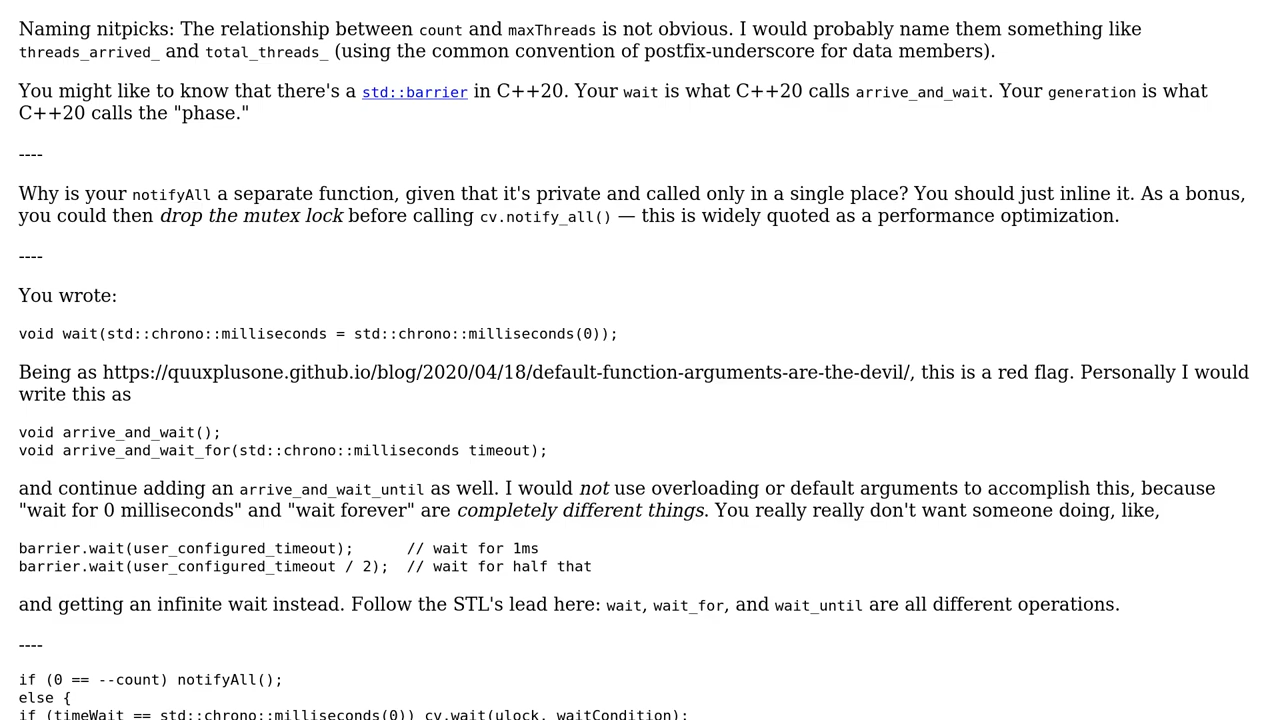 Naming nitpicks: The relationship between count and maxThreads is not obvious. I would probably name them something like
threads_arrived_ and total_threads_ (using the common convention of postfix-underscore for data members).
You might like to know that there's a std::barrier in C++20. Your wait is what C++20 calls arrive_and_wait. Your generation is what
C++20 calls the "phase."
----
Why is your notifyAll a separate function, given that it's private and called only in a single place? You should just inline it. As a bonus,
you could then drop the mutex lock before calling cv.notify_all() — this is widely quoted as a performance optimization.
----
You wrote:
void wait(std::chrono::milliseconds = std::chrono::milliseconds(0));
Being as https://quuxplusone.github.io/blog/2020/04/18/default-function-arguments-are-the-devil/, this is a red flag. Personally I would
write this as
void arrive_and_wait();
void arrive_and_wait_for(std::chrono::milliseconds timeout);
and continue adding an arrive_and_wait_until as well. I would not use overloading or default arguments to accomplish this, because
"wait for 0 milliseconds" and "wait forever" are completely different things. You really really don't want someone doing, like,
barrier.wait(user_configured_timeout);      // wait for 1ms
barrier.wait(user_configured_timeout / 2);  // wait for half that
and getting an infinite wait instead. Follow the STL's lead here: wait, wait_for, and wait_until are all different operations.
----
if (0 == --count) notifyAll();
else {
if (timeWait == std::chrono::milliseconds(0)) cv.wait(ulock, waitCondition);